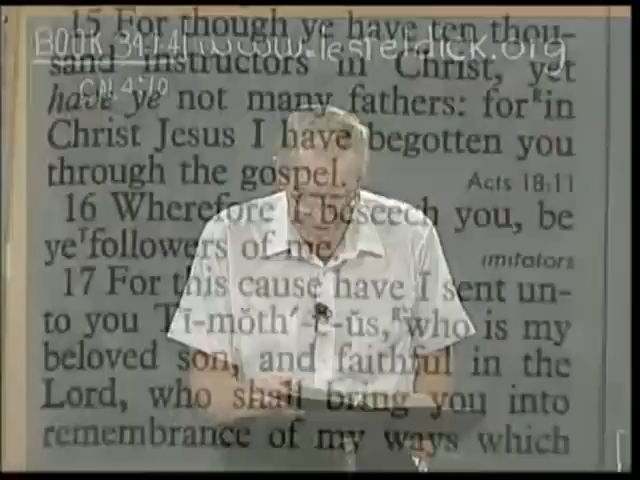 15 For though ye have ten thou-
BOOK 34-1-4 www.lesfeldick.org
sand instructors in Christ, yet
have ye not many fathers: for in
Christ Jesus I have begotten you
through the gospel. Acts 18:11
16 Wherefore I beseech you, be
ye followers of me. imitators
17 For this cause have I sent un-
to you Tī-mŏth´-ē-ŭs, who is my
beloved son, and faithful in the
Lord, who shall bring you into
remembrance of my ways which